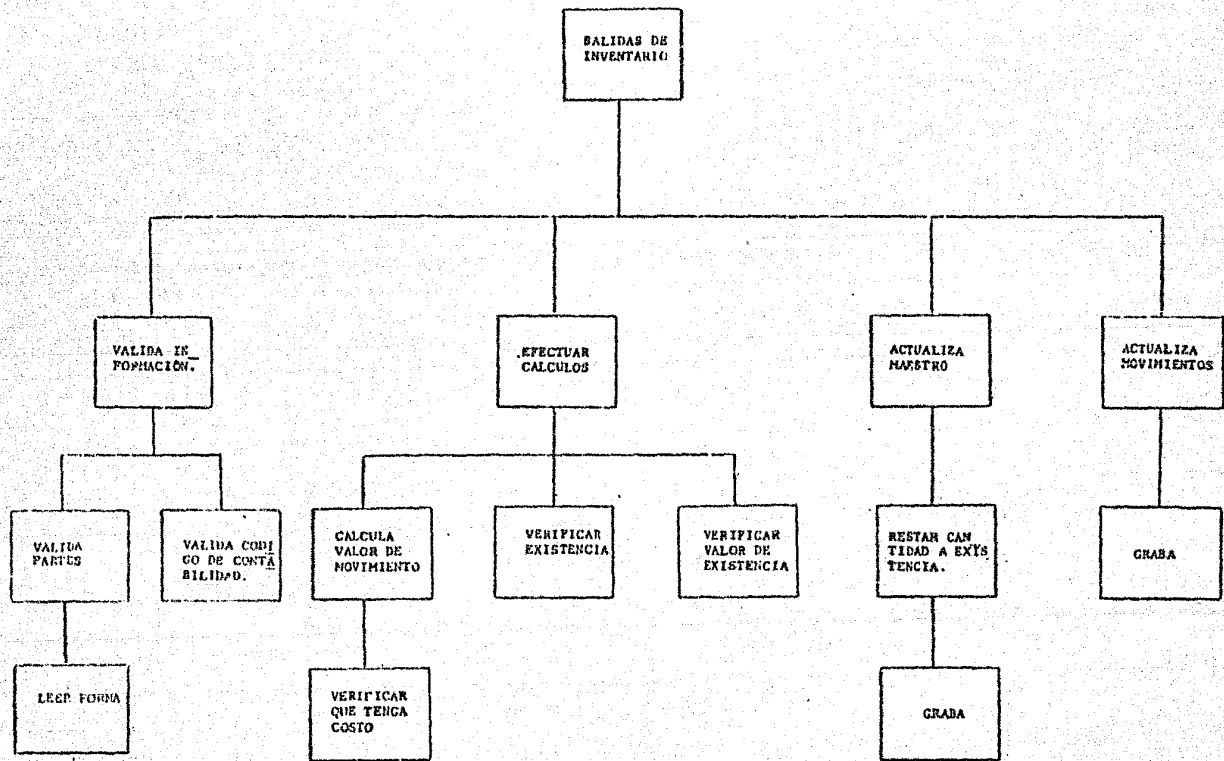 SALIDAS DE
INVENTARIO
VALIDA IN_
FORMACION.
EFECTUAR
CALCULOS
ACTUALIZA
MAESTRO
ACTUALIZA
MOVIMIENTOS
VALIDA
PARTES
VALIDA CODI
GO DE CONTA
BILIDAD.
CALCULA
VALOR DE
MOVIMIENTO
VERIFICAR
EXISTENCIA
VERIFICAR
VALOR DE
EXISTENCIA
RESTAR CAN
TIDAD A EXIS
TENCIA.
GRABA
LEER FORMA
VERIFICAR
QUE TENGA
COSTO
GRABA